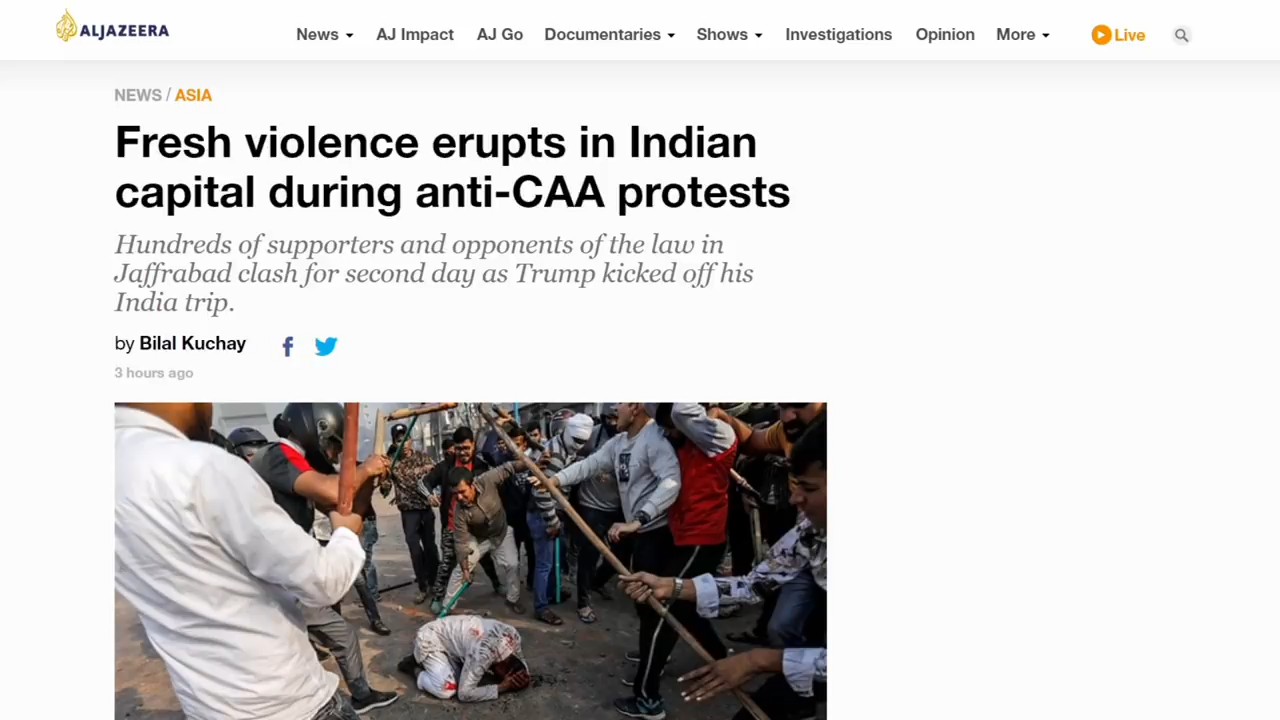 ALJAZEERA
News AJ Impact AJ Go Documentaries Shows Investigations Opinion More Live
NEWS / ASIA
Fresh violence erupts in Indian
capital during anti-CAA protests
Hundreds of supporters and opponents of the law in
Jaffrabad clash for second day as Trump kicked off his
India trip.
by Bilal Kuchay
3 hours ago